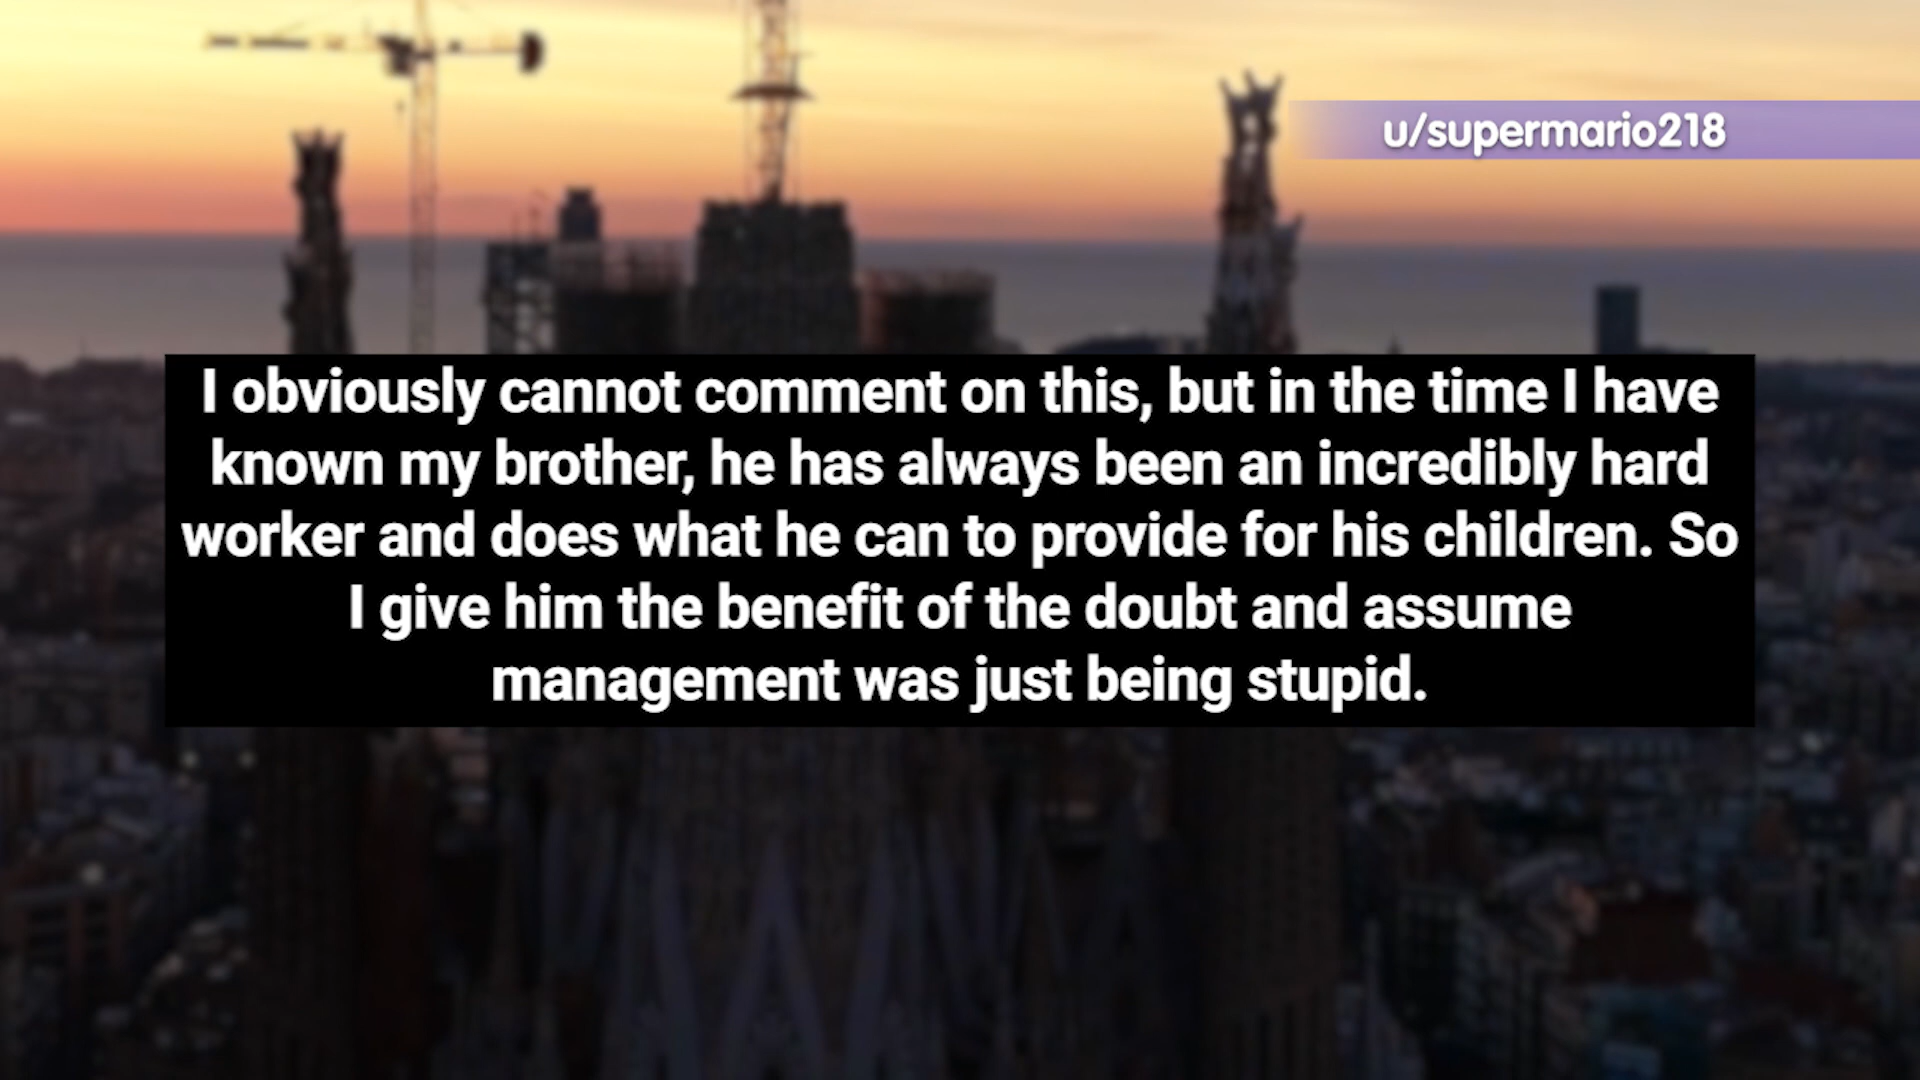 u/supermario218
I obviously cannot comment on this, but in the time I have
known my brother, he has always been an incredibly hard
worker and does what he can to provide for his children. So
I give him the benefit of the doubt and assume
management was just being stupid.